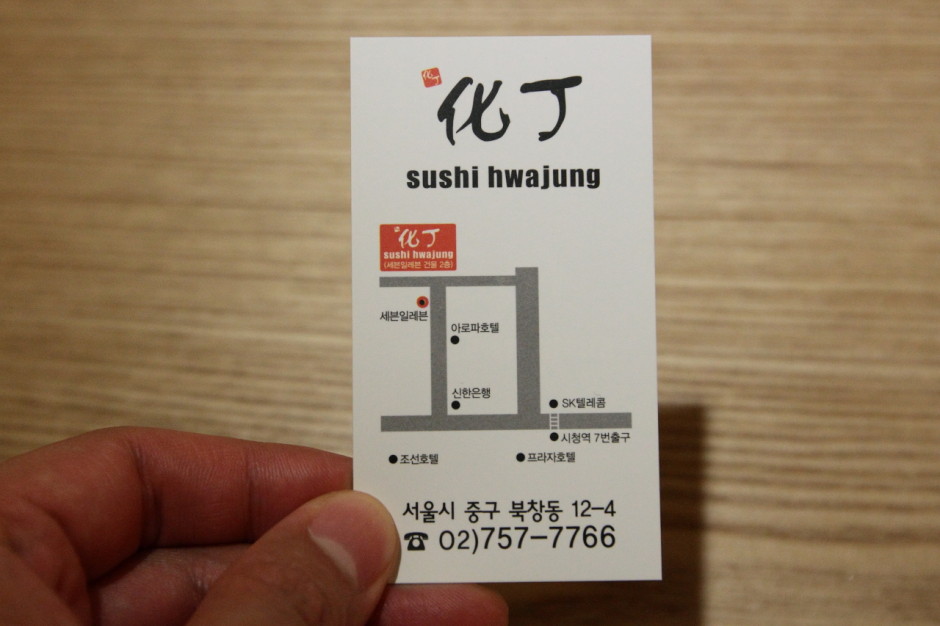 化丁
化丁
sushi hwajung
化丁
sushi hwajung
(세븐일레븐 건물 2층)
세븐일레븐
아로파호텔
신한은행
SK텔레콤
시청역 7번출구
조선호텔
프라자호텔
서울시 중구 북창동 12-4
☎ 02)757-7766